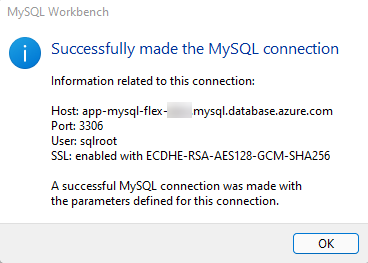 MySQL Workbench
Successfully made the MySQL connection
Information related to this connection:
Host: app-mysql-flex- mysql.database.azure.com
Port: 3306
User: sqlroot
SSL: enabled with ECDHE-RSA-AES128-GCM-SHA256
A successful MySQL connection was made with
the parameters defined for this connection.
OK